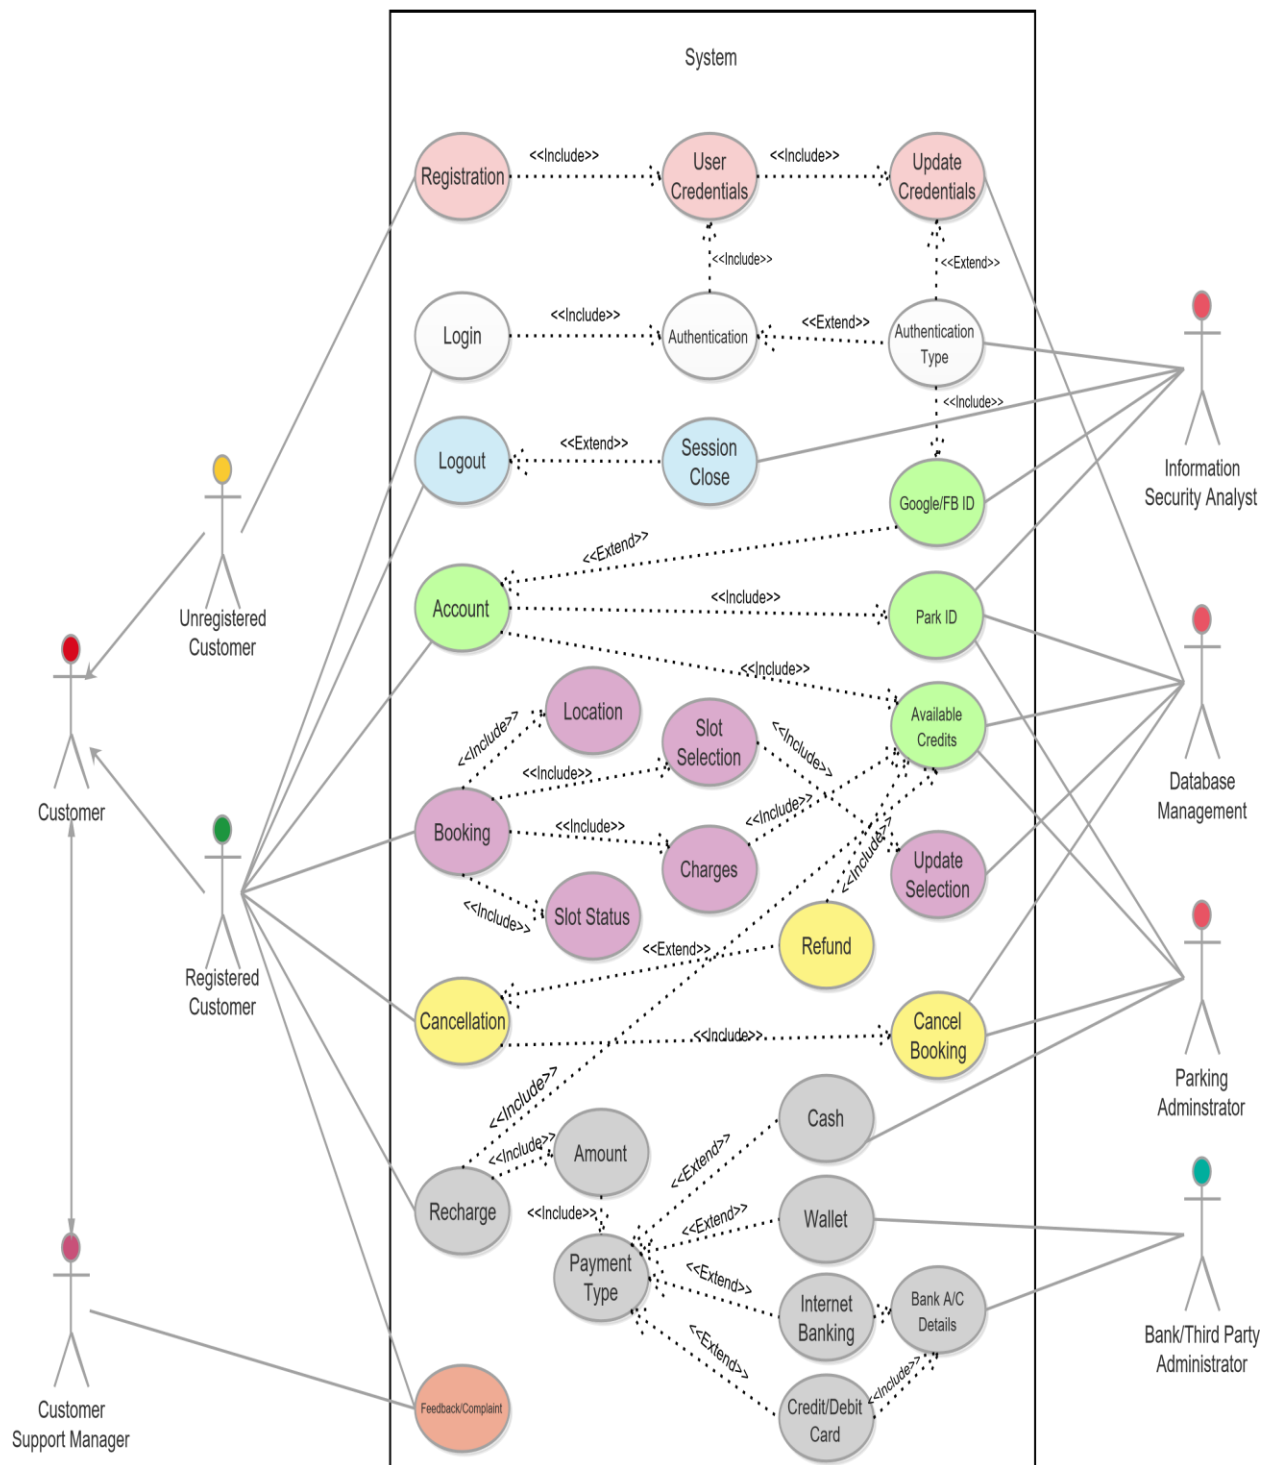 System
Registration
<<Include>>
User
Credentials
<<Include>>
Update
Credentials
<<Include>>
<<Extend>>
Login
<<Include>>
Authentication
<<Extend>>
Authentication
Type
<<Include>>
Logout
<<Extend>>
Session
Close
Google/FB ID
Information
Security Analyst
<<Extend>>
Unregistered
Customer
Account
<<Include>>
Park ID
<<Include>>
Location
<<Include>>
Slot
Selection
<<Include>>
Available
Credits
<<Include>>
Customer
Database
Management
Booking
<<Include>>
Charges
<<Include>>
<<Include>>
Update
Selection
<<Include>>
Slot Status
Refund
<<Extend>>
Registered
Customer
Cancellation
<<Include>>
Cancel
Booking
Parking
Adminstrator
<<Include>>
Cash
<<Include>>
Amount
<<Extend>>
Recharge
<<Include>>
Wallet
<<Extend>>
Payment
Type
<<Extend>>
Internet
Banking
Bank A/C
Details
Bank/Third Party
Administrator
<<Extend>>
<<Include>>
Credit/Debit
Card
Feedback/Complaint
Customer
Support Manager